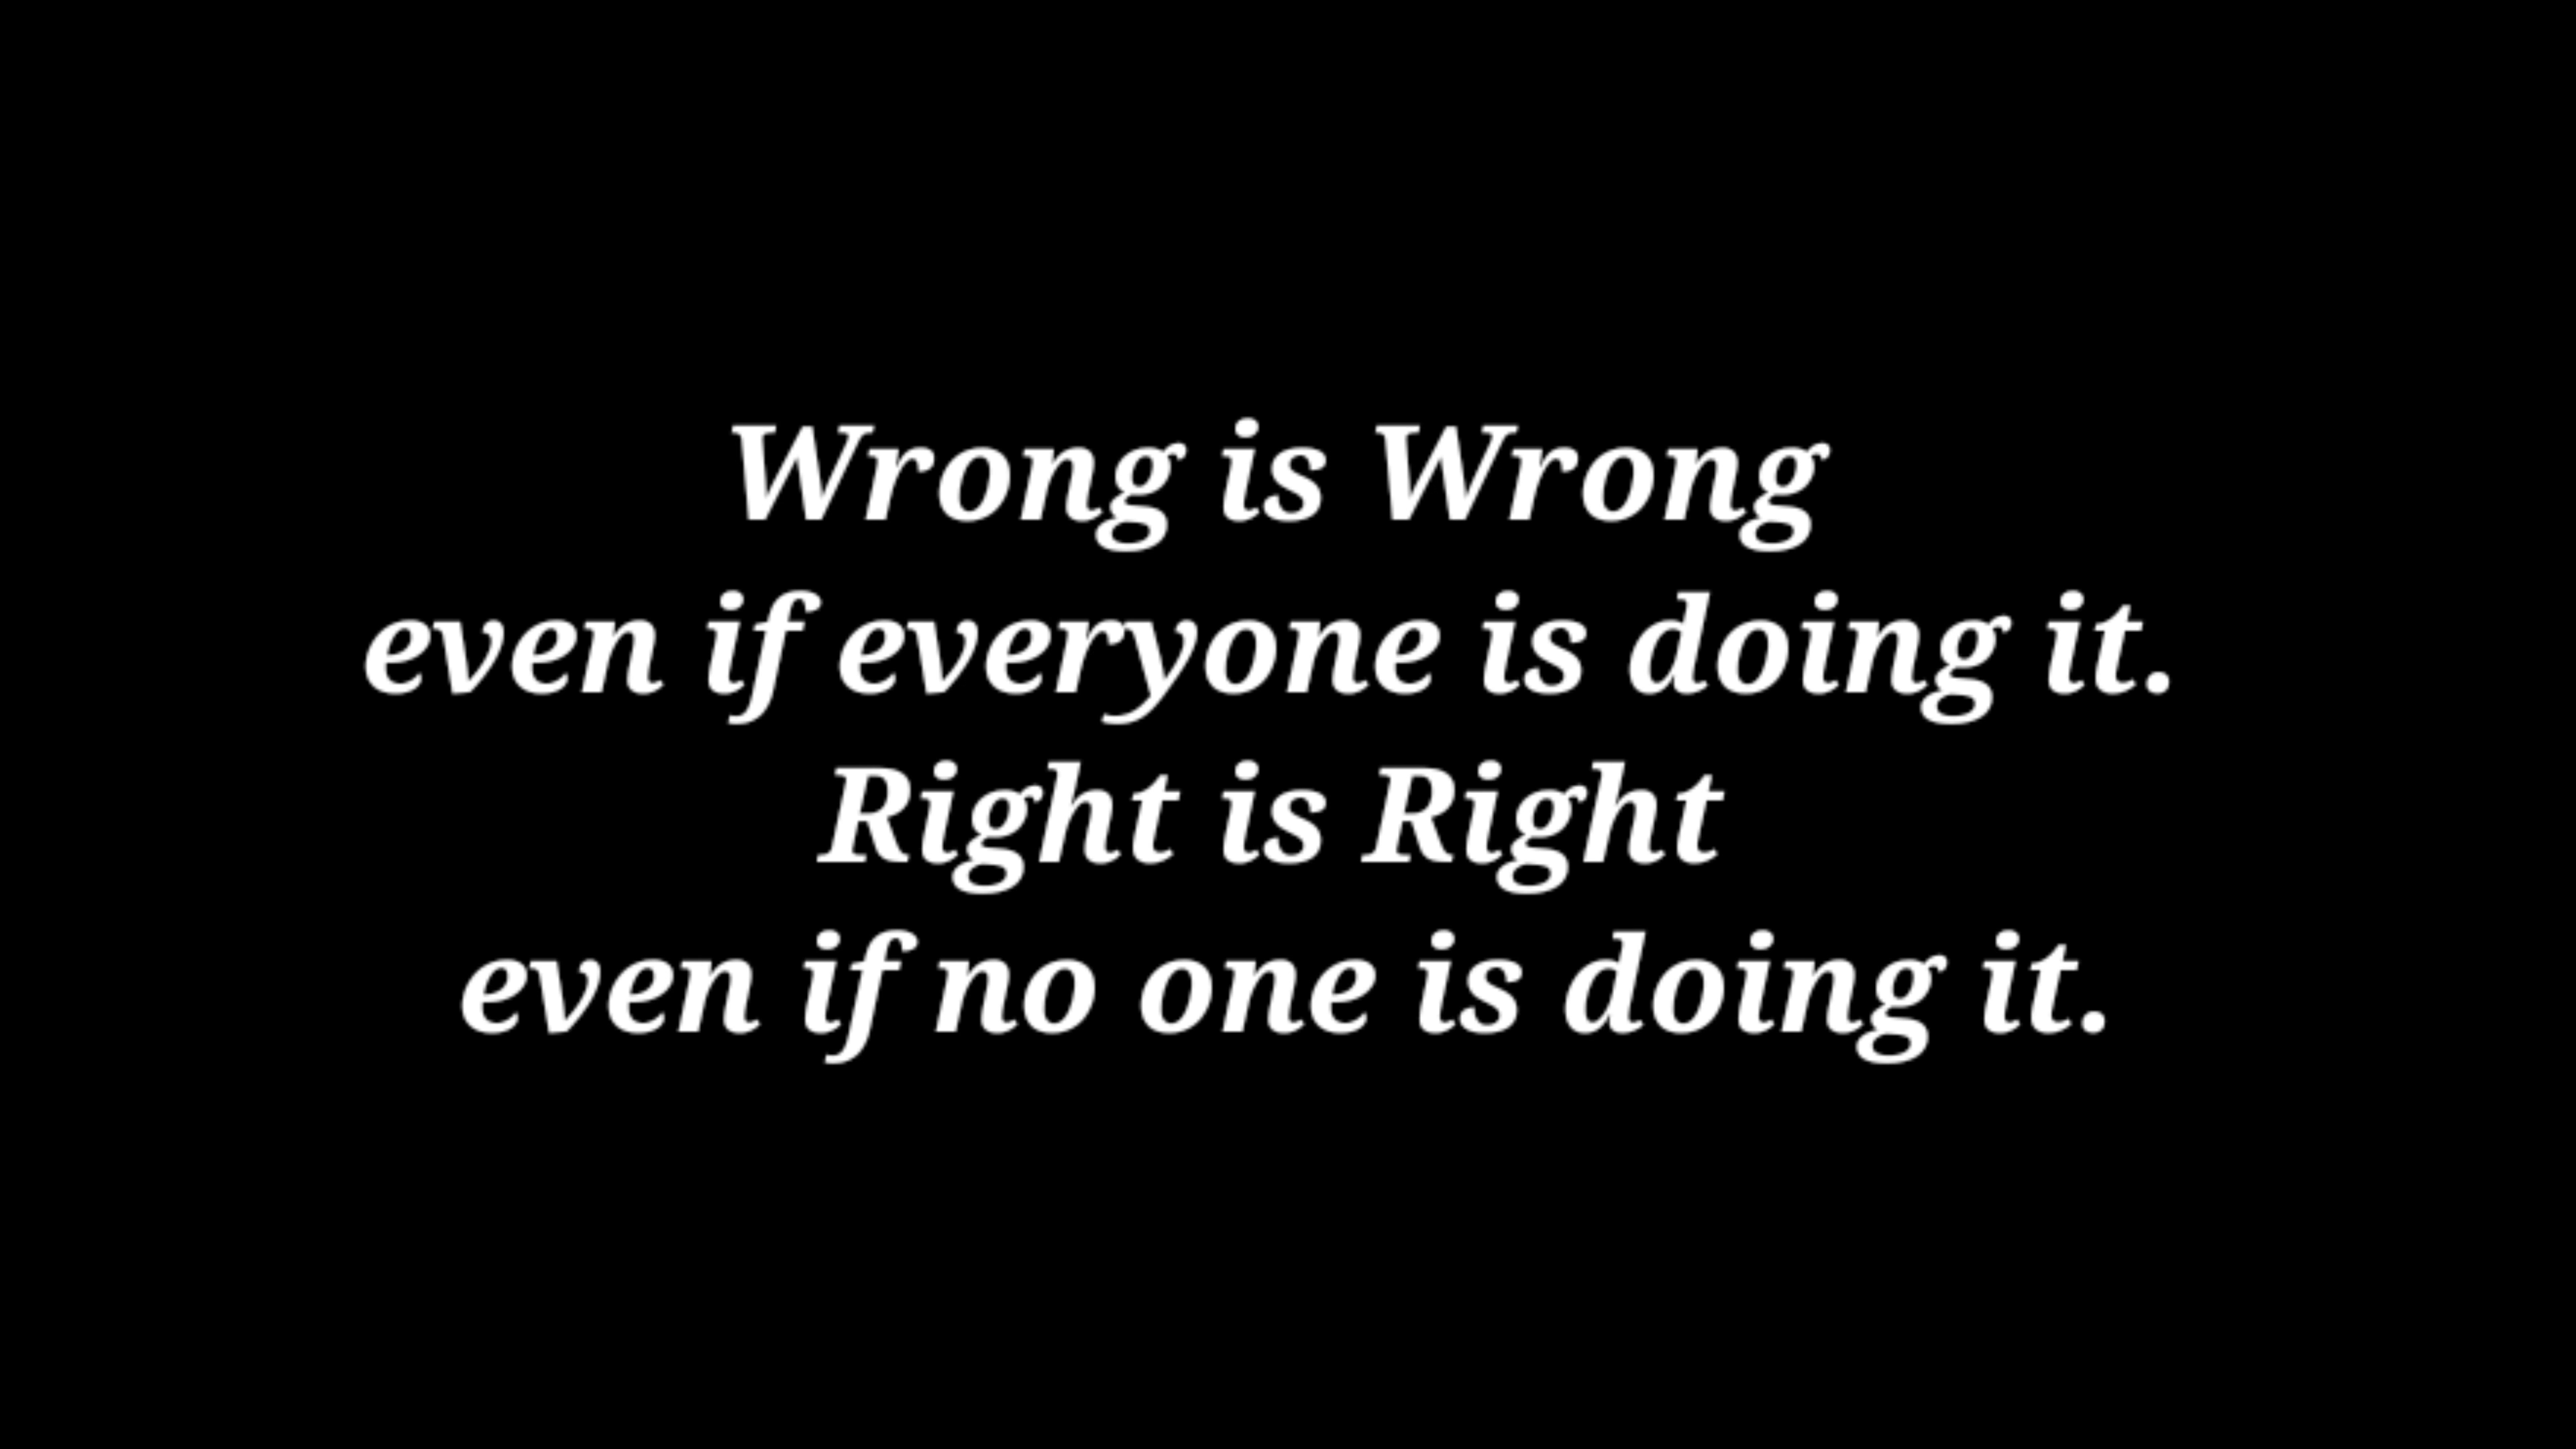 Wrong is Wrong
even if everyone is doing it.
Right is Right
even if no one is doing it.